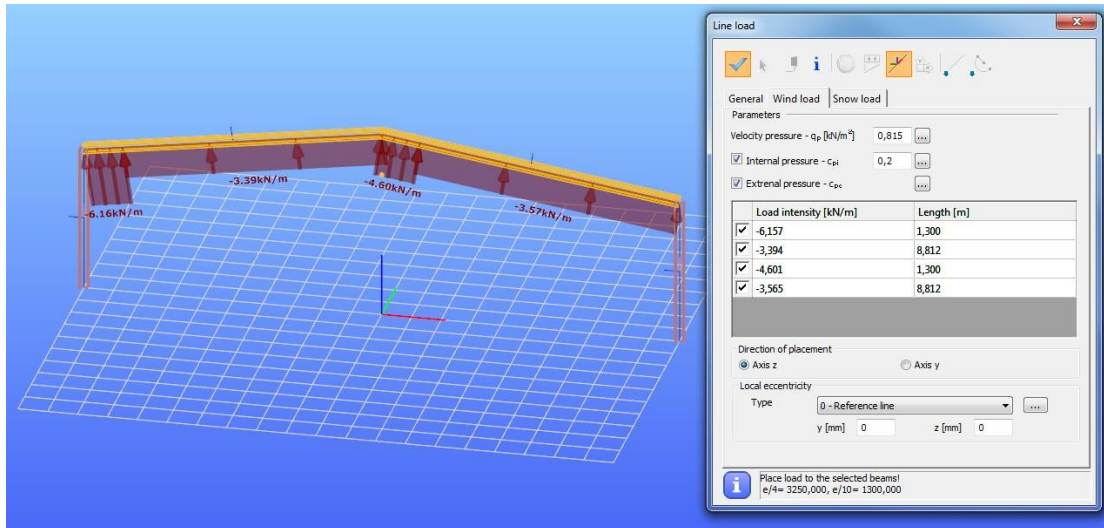 Line load
General Wind load Snow load
Parameters
Velocity pressure - qp [kN/m²] 0,815 ...
Internal pressure - cpi 0,2 ...
Extrenal pressure - cpe ...
Load intensity [kN/m] Length [m]
-6,157 1,300
-3,394 8,812
-4,601 1,300
-3,565 8,812
Direction of placement
Axis z Axis y
Local eccentricity
Type 0 - Reference line ...
y [mm] 0 z [mm] 0
Place load to the selected beams!
e/4= 3250,000, e/10= 1300,000
-6.16kN/m
-3.39kN/m
-4.60kN/m
-3.57kN/m